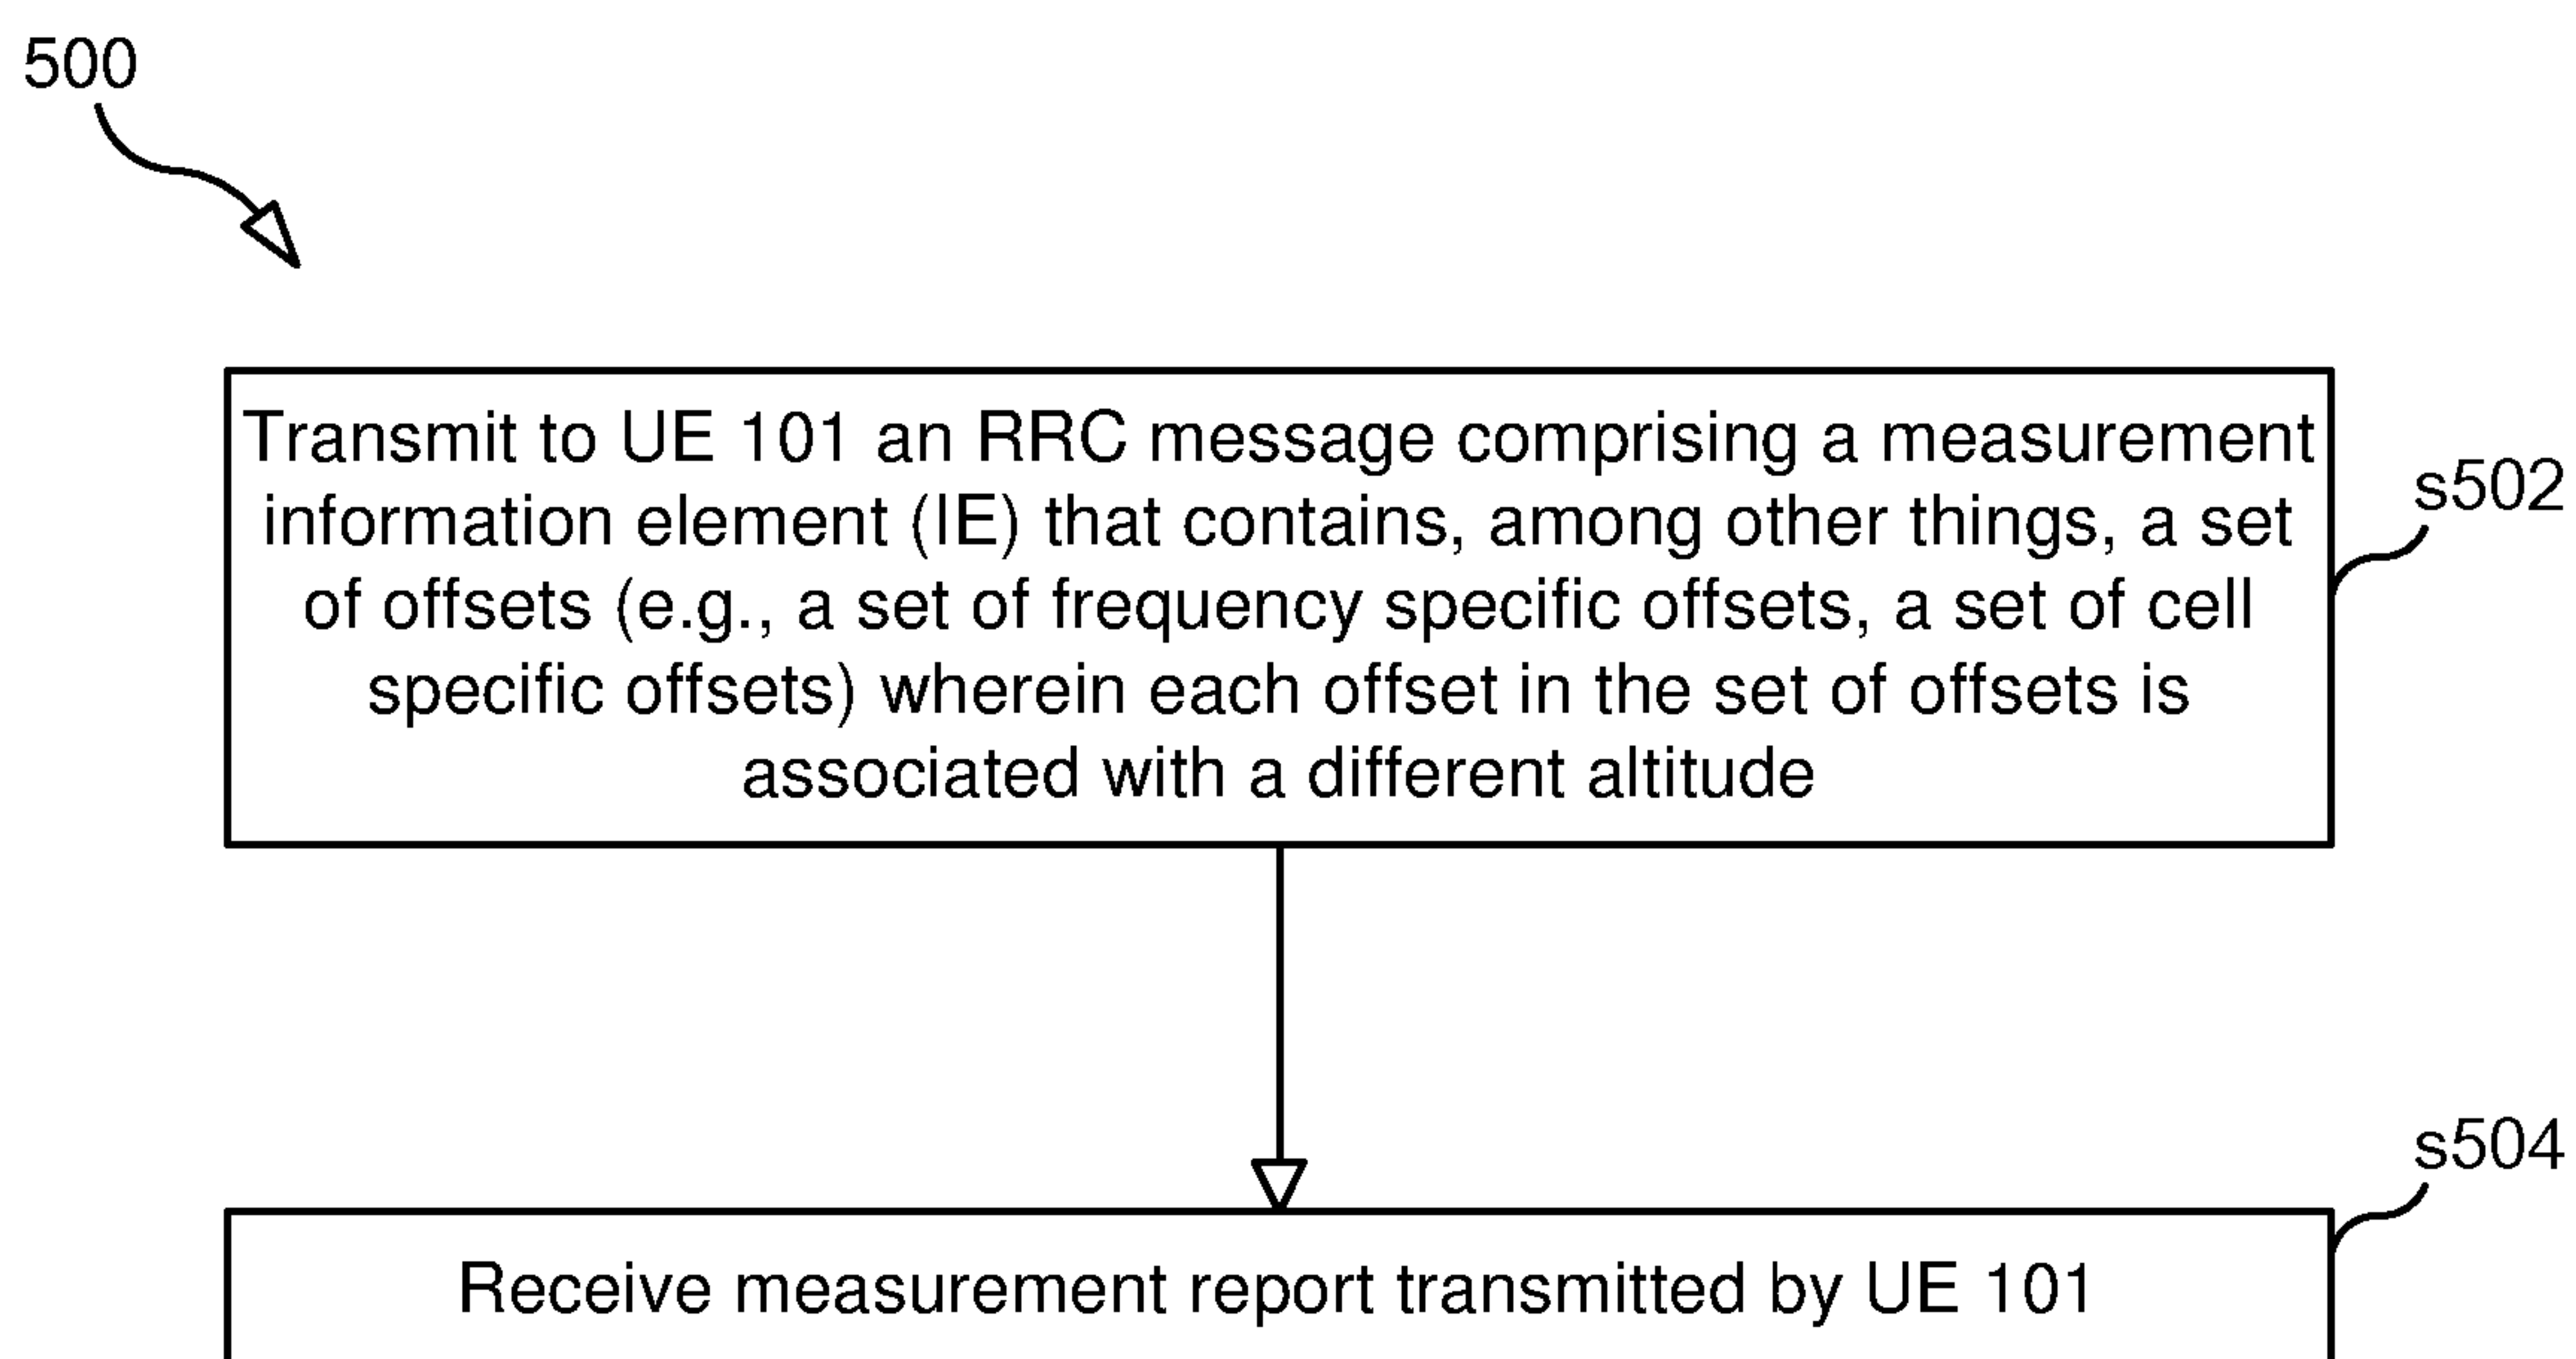 500
Transmit to UE 101 an RRC message comprising a measurement
information element (IE) that contains, among other things, a set
of offsets (e.g., a set of frequency specific offsets, a set of cell
specific offsets) wherein each offset in the set of offsets is
associated with a different altitude
s502
s504
Receive measurement report transmitted by UE 101